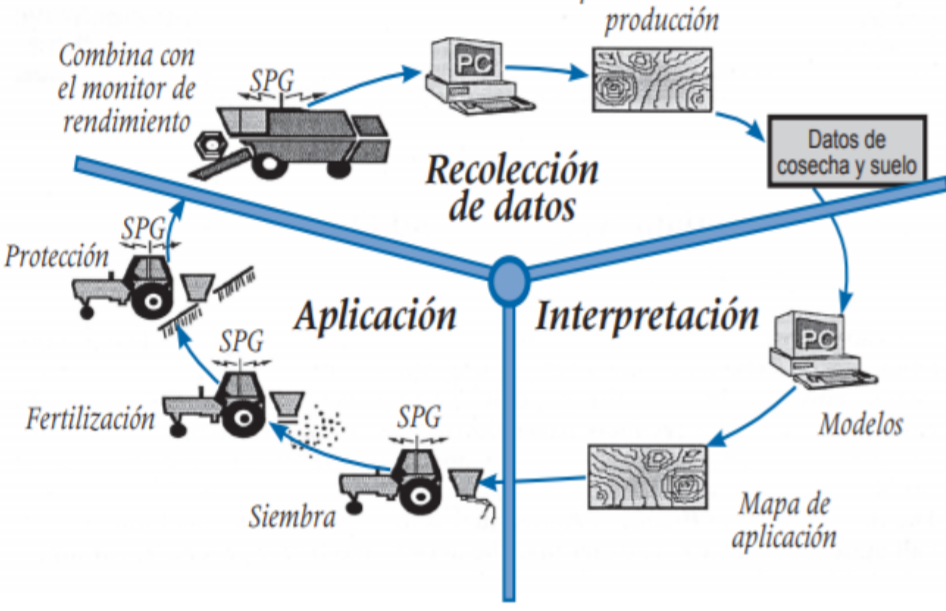 producción
Combina con
el monitor de
rendimiento
SPG
PC
Datos de
cosecha y suelo
Recolección
de datos
SPG
Protección
Aplicación
Interpretación
PC
SPG
Fertilización
SPG
Modelos
Siembra
Mapa de
aplicación